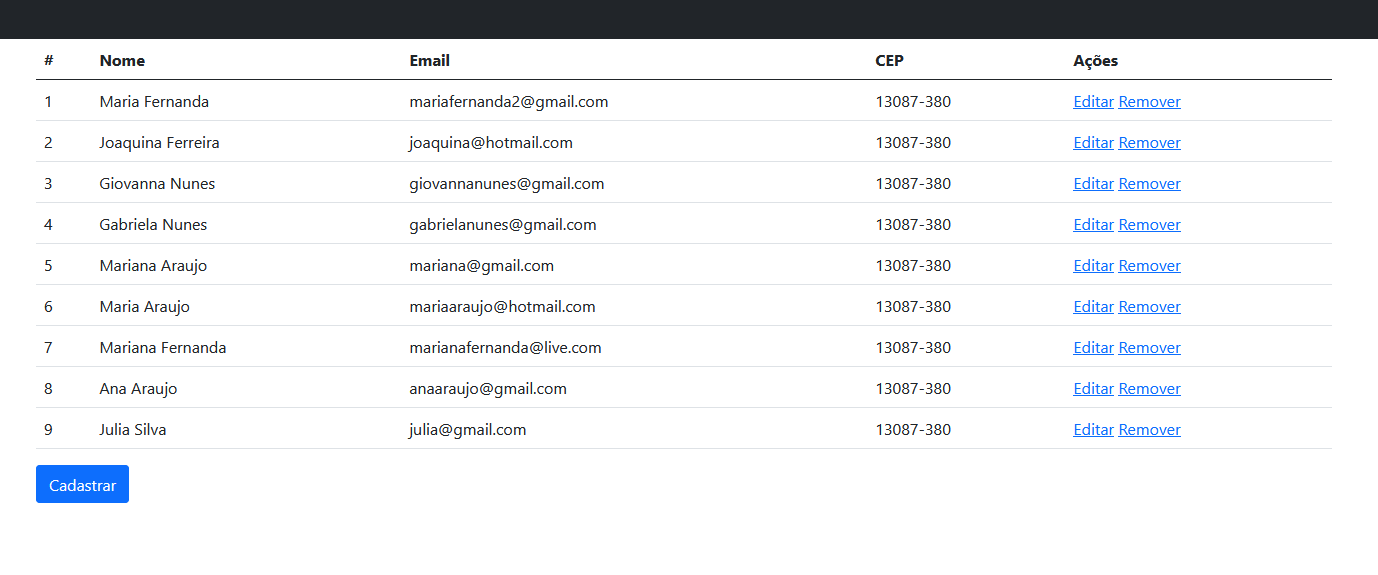 # Nome Email CEP Ações
1 Maria Fernanda mariafernanda2@gmail.com 13087-380 Editar Remover
2 Joaquina Ferreira joaquina@hotmail.com 13087-380 Editar Remover
3 Giovanna Nunes giovannanunes@gmail.com 13087-380 Editar Remover
4 Gabriela Nunes gabrielanunes@gmail.com 13087-380 Editar Remover
5 Mariana Araujo mariana@gmail.com 13087-380 Editar Remover
6 Maria Araujo mariaaraujo@hotmail.com 13087-380 Editar Remover
7 Mariana Fernanda marianafernanda@live.com 13087-380 Editar Remover
8 Ana Araujo anaaraujo@gmail.com 13087-380 Editar Remover
9 Julia Silva julia@gmail.com 13087-380 Editar Remover
Cadastrar